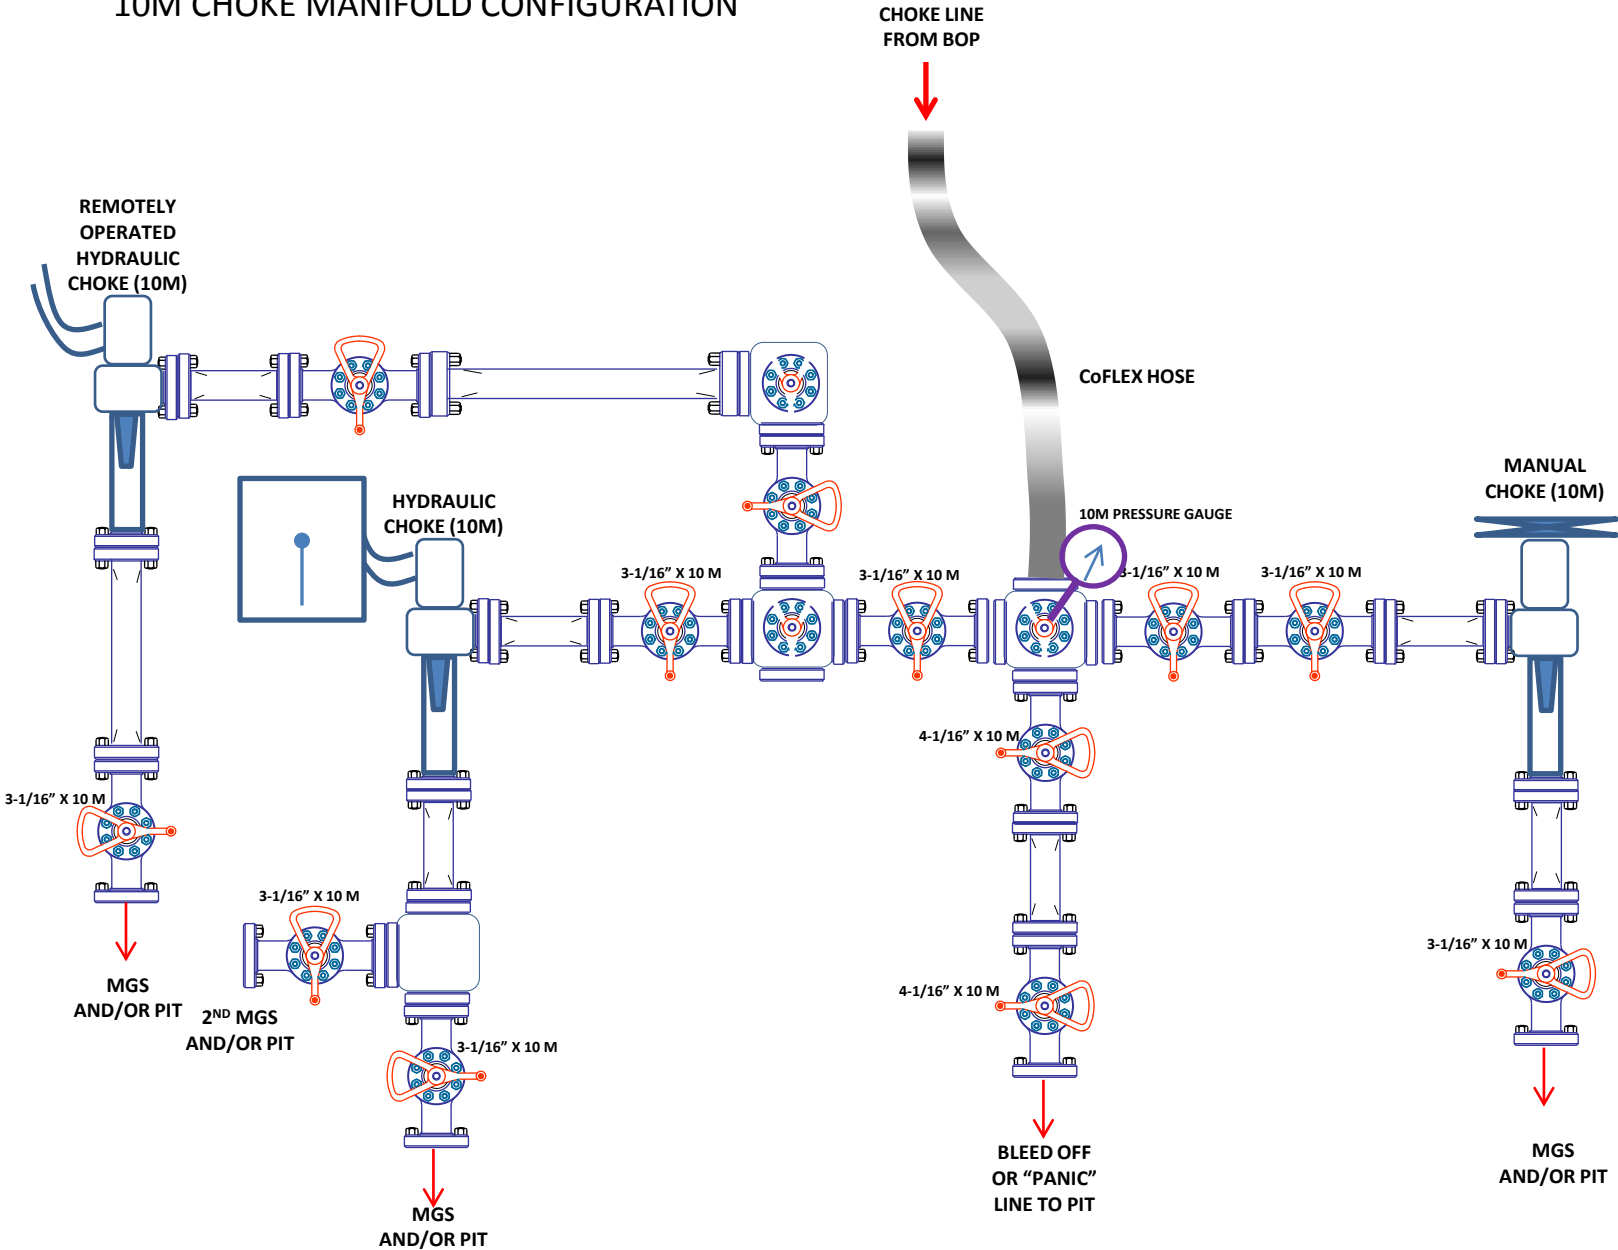 10M CHOKE MANIFOLD CONFIGURATION
CHOKE LINE
FROM BOP
REMOTELY
OPERATED
HYDRAULIC
CHOKE (10M)
CoFLEX HOSE
MANUAL
CHOKE (10M)
HYDRAULIC
CHOKE (10M)
10M PRESSURE GAUGE
3-1/16” X 10 M
3-1/16” X 10 M
3-1/16” X 10 M
3-1/16” X 10 M
4-1/16” X 10 M
3-1/16” X 10 M
3-1/16” X 10 M
3-1/16” X 10 M
4-1/16” X 10 M
MGS
AND/OR PIT
2ND MGS
AND/OR PIT
3-1/16” X 10 M
BLEED OFF
OR “PANIC”
LINE TO PIT
MGS
AND/OR PIT
MGS
AND/OR PIT